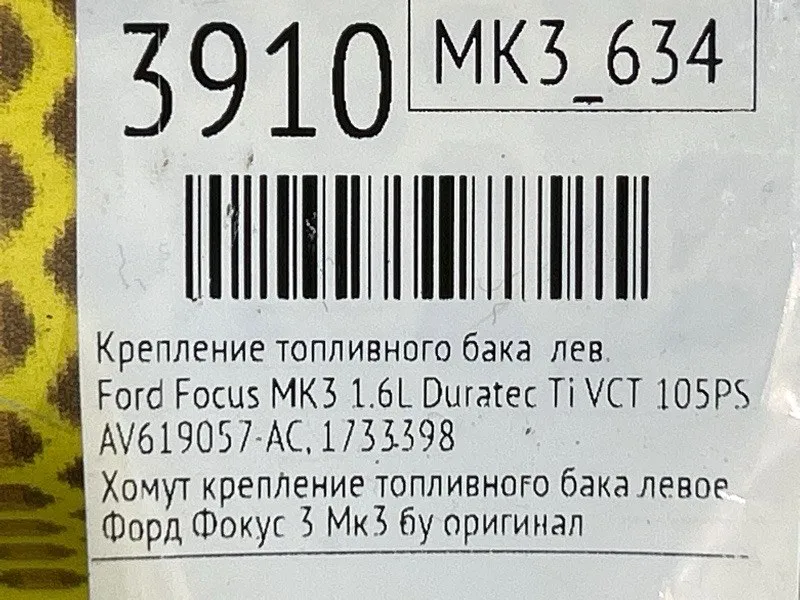 3910
MK3_634
Крепление топливного бака лев.
Ford Focus MK3 1.6L Duratec Ti VCT 105PS
AV619057-AC, 1733398
Хомут крепление топливного бака левое
Форд Фокус 3 Мк3 бу оригинал